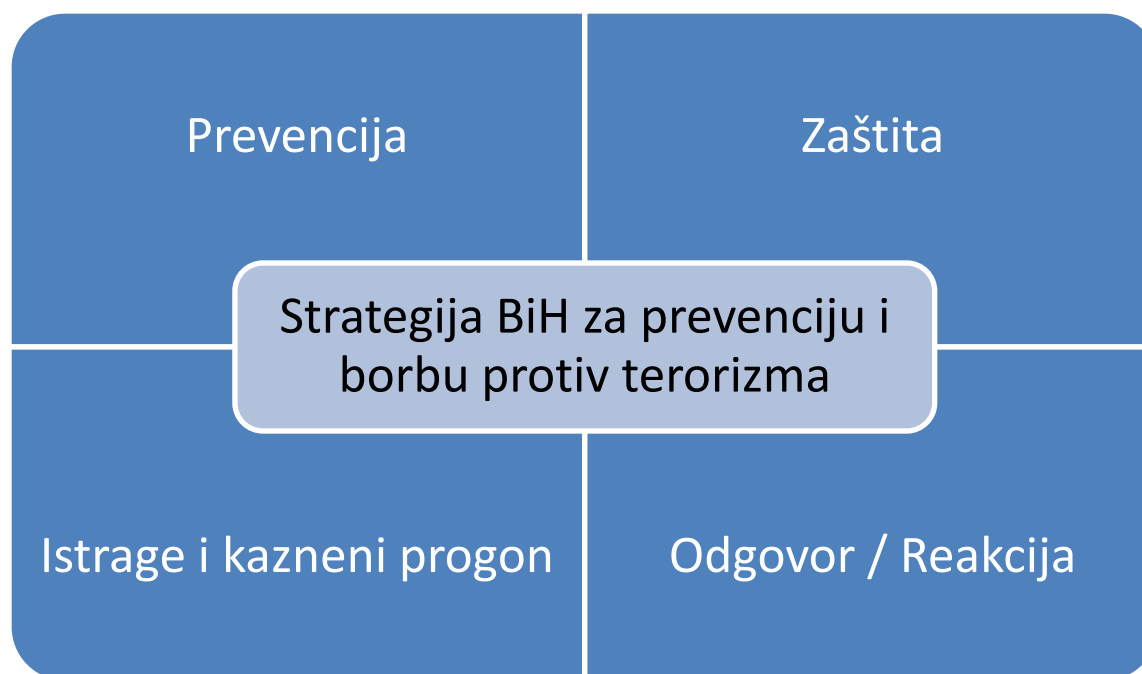 Prevencija
Zaštita
Strategija BiH za prevenciju i
borbu protiv terorizma
Istrage i kazneni progon
Odgovor / Reakcija